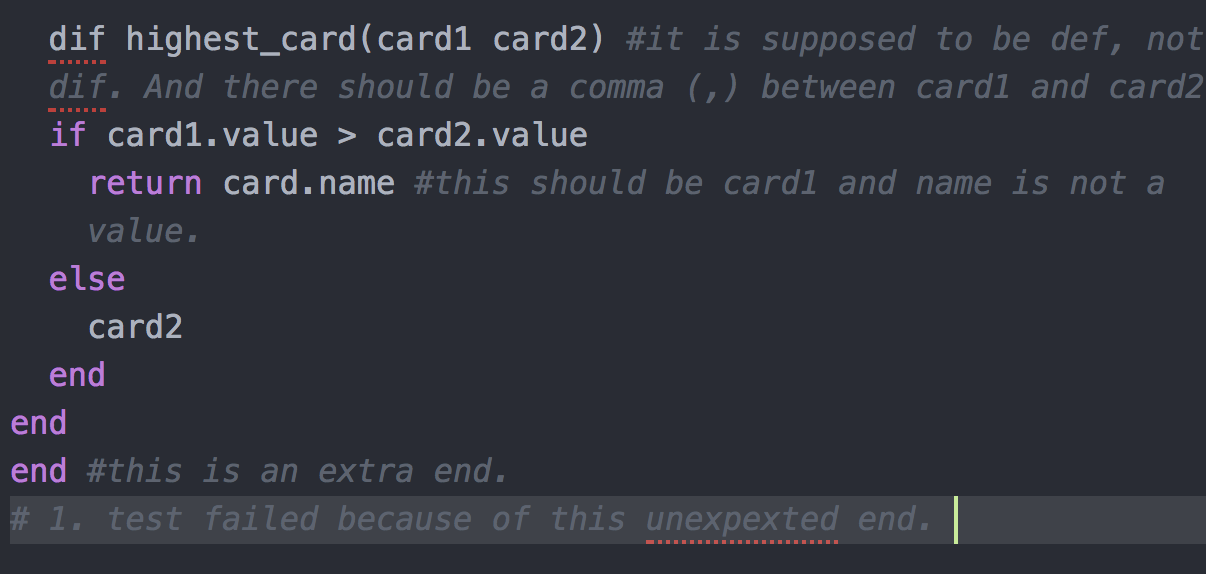 dif highest_card(card1 card2) #it is supposed to be def, not
dif. And there should be a comma (,) between card1 and card2
if card1.value > card2.value
return card.name #this should be card1 and name is not a
value.
else
card2
end
end
end #this is an extra end.
# 1. test failed because of this unexpexted end.